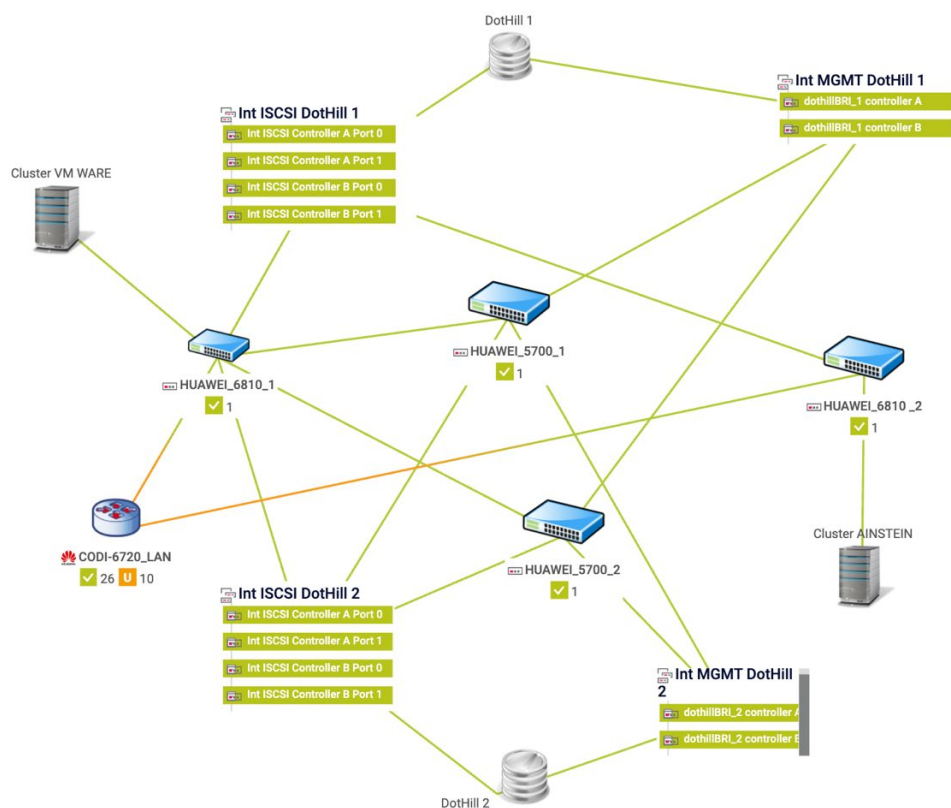 DotHill 1
Int MGMT DotHill 1
dothillBRI_1 controller A
dothillBRI_1 controller B
Int ISCSI DotHill 1
Int ISCSI Controller A Port 0
Int ISCSI Controller A Port 1
Int ISCSI Controller B Port 0
Int ISCSI Controller B Port 1
Cluster VM WARE
HUAWEI_5700_1
1
HUAWEI_6810_1
1
HUAWEI_6810 _2
1
CODI-6720_LAN
26 U 10
Cluster AINSTEIN
HUAWEI_5700_2
1
Int ISCSI DotHill 2
Int ISCSI Controller A Port 0
Int ISCSI Controller A Port 1
Int ISCSI Controller B Port 0
Int ISCSI Controller B Port 1
Int MGMT DotHill
2
dothillBRI_2 controller A
dothillBRI_2 controller B
DotHill 2